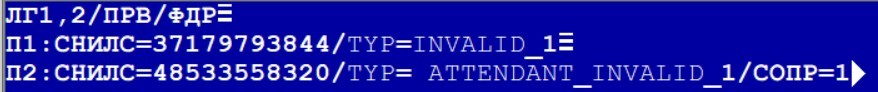 ЛГ1,2/ПРВ/ФДР☰
П1:СНИЛС=37179793844/TYP=INVALID_1☰
П2:СНИЛС=48533558320/TYP= ATTENDANT_INVALID_1/СОПР=1▶